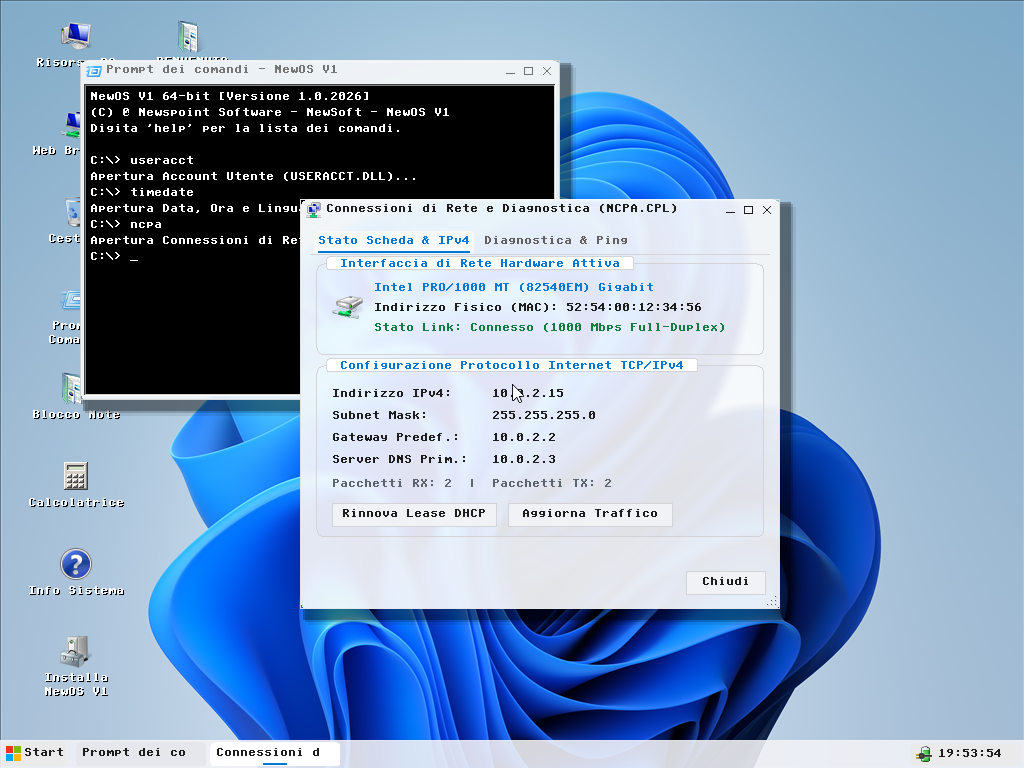 Prompt dei comandi - NewOS V1
NewOS V1 64-bit [Versione 1.0.2026]
(C) @ Newspoint Software - NewSoft - NewOS V1
Digita 'help' per la lista dei comandi.
C:\> useracct
Apertura Account Utente (USERACCT.DLL)...
C:\> timedate
Apertura Data, Ora e
C:\> ncpa
Apertura Connessioni di
C:\> _
Connessioni di Rete e Diagnostica (NCPA.CPL)
Stato Scheda & IPv4 Diagnostica & Ping
Interfaccia di Rete Hardware Attiva
Intel PRO/1000 MT (82540EM) Gigabit
Indirizzo Fisico (MAC): 52:54:00:12:34:56
Stato Link: Connesso (1000 Mbps Full-Duplex)
Configurazione Protocollo Internet TCP/IPv4
Indirizzo IPv4: 10.0.2.15
Subnet Mask: 255.255.255.0
Gateway Predef.: 10.0.2.2
Server DNS Prim.: 10.0.2.3
Pacchetti RX: 2 | Pacchetti TX: 2
Rinnova Lease DHCP Aggiorna Traffico
Chiudi
Web
Blocco Note
Calcolatrice
Info Sistema
Installa
NewOS V1
Start Prompt dei co Connessioni d 19:53:54